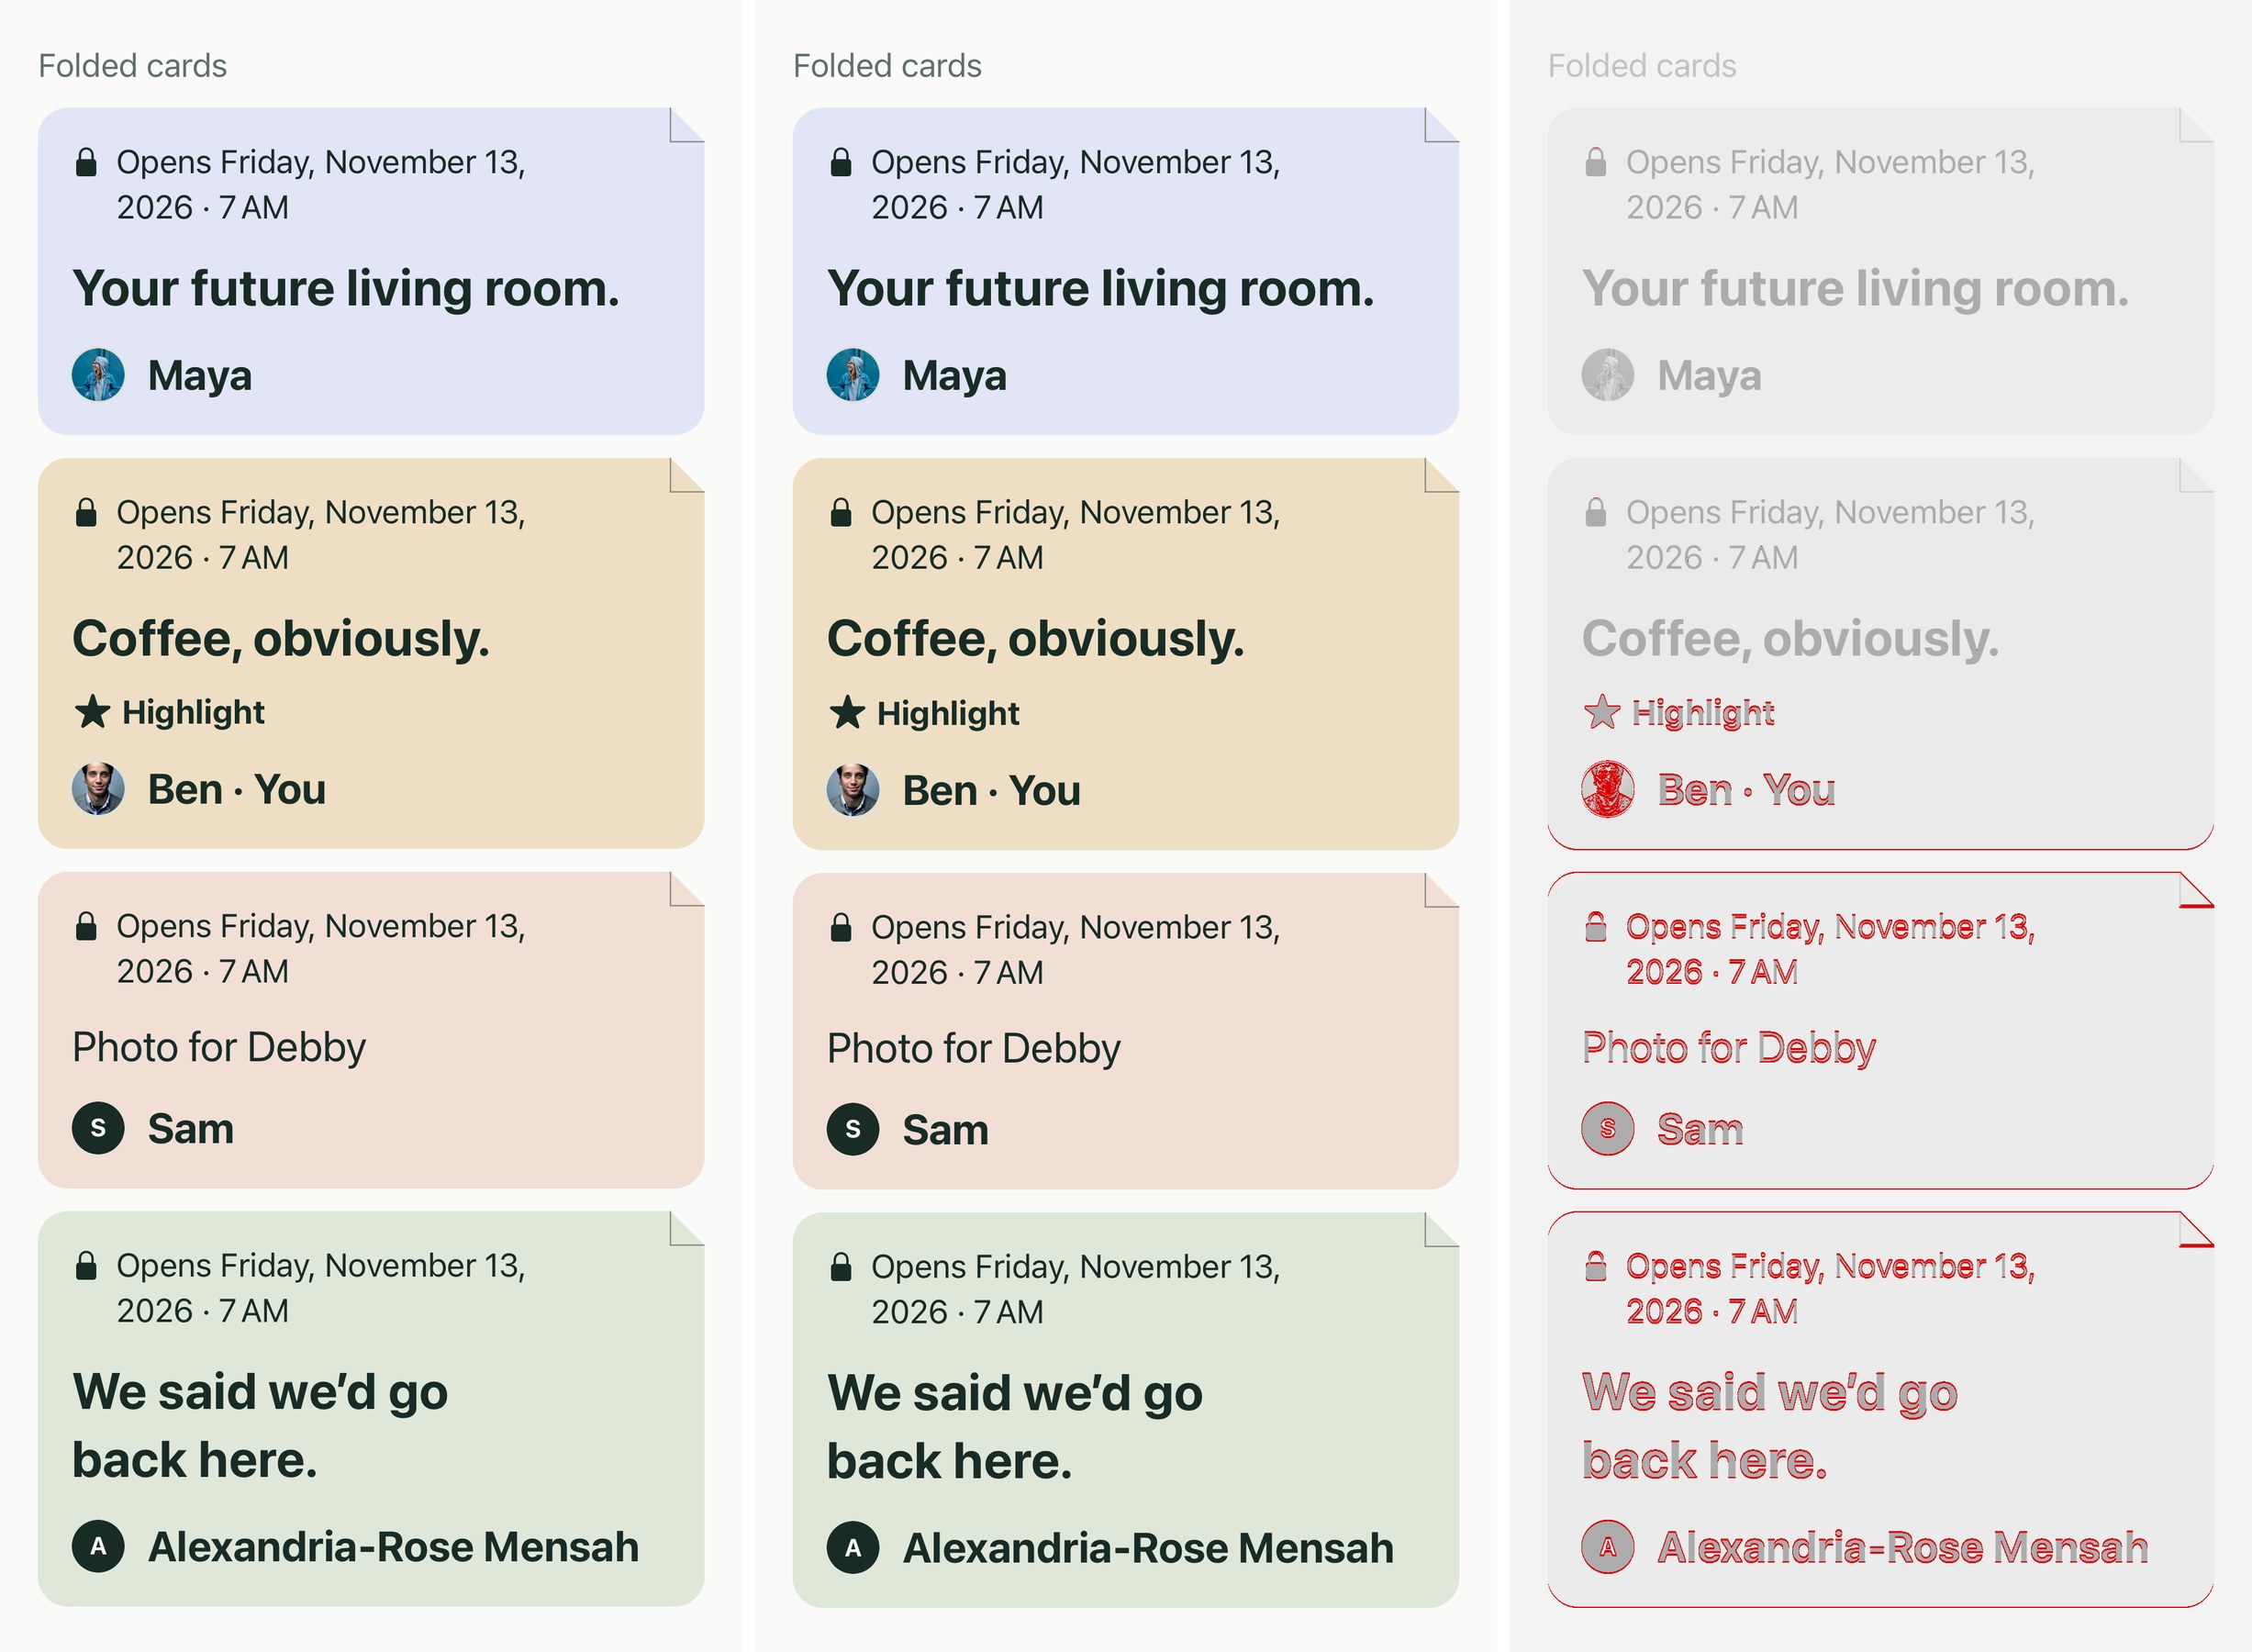 Folded cards
Opens Friday, November 13,
2026 · 7 AM
Your future living room.
Maya
Opens Friday, November 13,
2026 · 7 AM
Coffee, obviously.
Highlight
Ben · You
Opens Friday, November 13,
2026 · 7 AM
Photo for Debby
S
Sam
Opens Friday, November 13,
2026 · 7 AM
We said we’d go
back here.
A
Alexandria-Rose Mensah
Folded cards
Opens Friday, November 13,
2026 · 7 AM
Your future living room.
Maya
Opens Friday, November 13,
2026 · 7 AM
Coffee, obviously.
Highlight
Ben · You
Opens Friday, November 13,
2026 · 7 AM
Photo for Debby
S
Sam
Opens Friday, November 13,
2026 · 7 AM
We said we’d go
back here.
A
Alexandria-Rose Mensah
Folded cards
Opens Friday, November 13,
2026 · 7 AM
Your future living room.
Maya
Opens Friday, November 13,
2026 · 7 AM
Coffee, obviously.
Highlight
Ben · You
Opens Friday, November 13,
2026 · 7 AM
Photo for Debby
S
Sam
Opens Friday, November 13,
2026 · 7 AM
We said we’d go
back here.
A
Alexandria-Rose Mensah